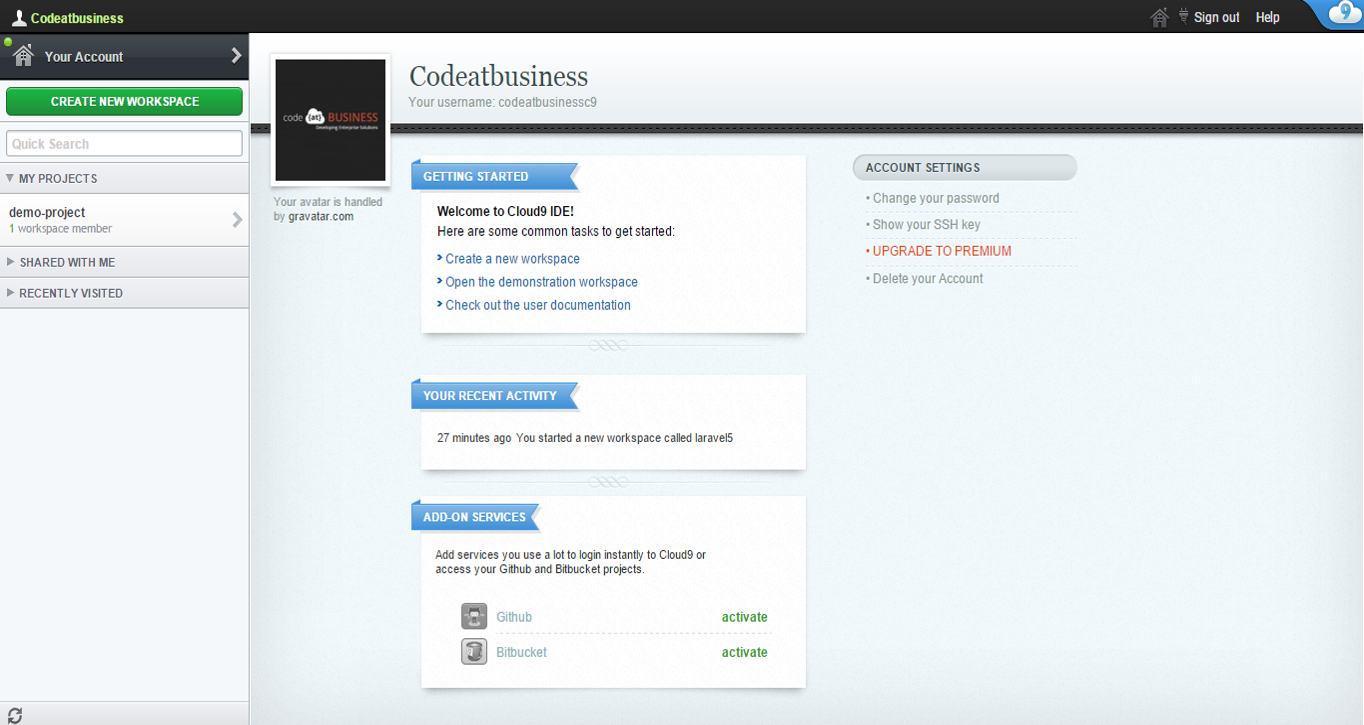 Codeatbusiness
Sign out
Help
9
Your Account
CREATE NEW WORKSPACE
Quick Search
MY PROJECTS
demo-project
1 workspace member
SHARED WITH ME
RECENTLY VISITED
code {at} BUSINESS
Developing Enterprise Solutions
Your avatar is handled
by gravatar.com
Codeatbusiness
Your username: codeatbusinessc9
GETTING STARTED
Welcome to Cloud9 IDE!
Here are some common tasks to get started:
Create a new workspace
Open the demonstration workspace
Check out the user documentation
YOUR RECENT ACTIVITY
27 minutes ago You started a new workspace called laravel5
ADD-ON SERVICES
Add services you use a lot to login instantly to Cloud9 or
access your Github and Bitbucket projects.
Github activate
Bitbucket activate
ACCOUNT SETTINGS
• Change your password
• Show your SSH key
• UPGRADE TO PREMIUM
• Delete your Account